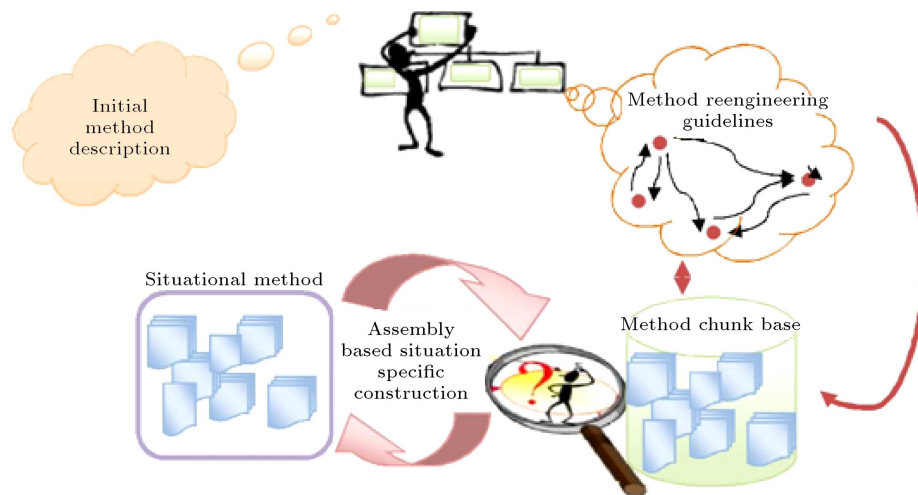 Initial
method
description
Method reengineering
guidelines
Situational method
Assembly
based situation
specific
construction
Method chunk base
?